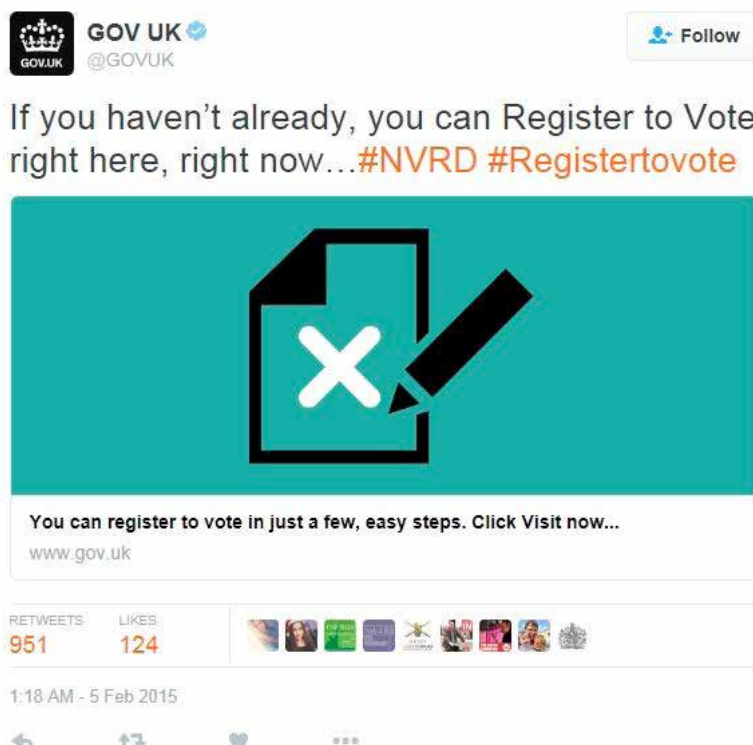 GOV UK
GOV.UK
@GOVUK
Follow
If you haven't already, you can Register to Vote
right here, right now...#NVRD #Registertovote
You can register to vote in just a few, easy steps. Click Visit now...
www.gov.uk
RETWEETS LIKES
951 124
1:18 AM - 5 Feb 2015